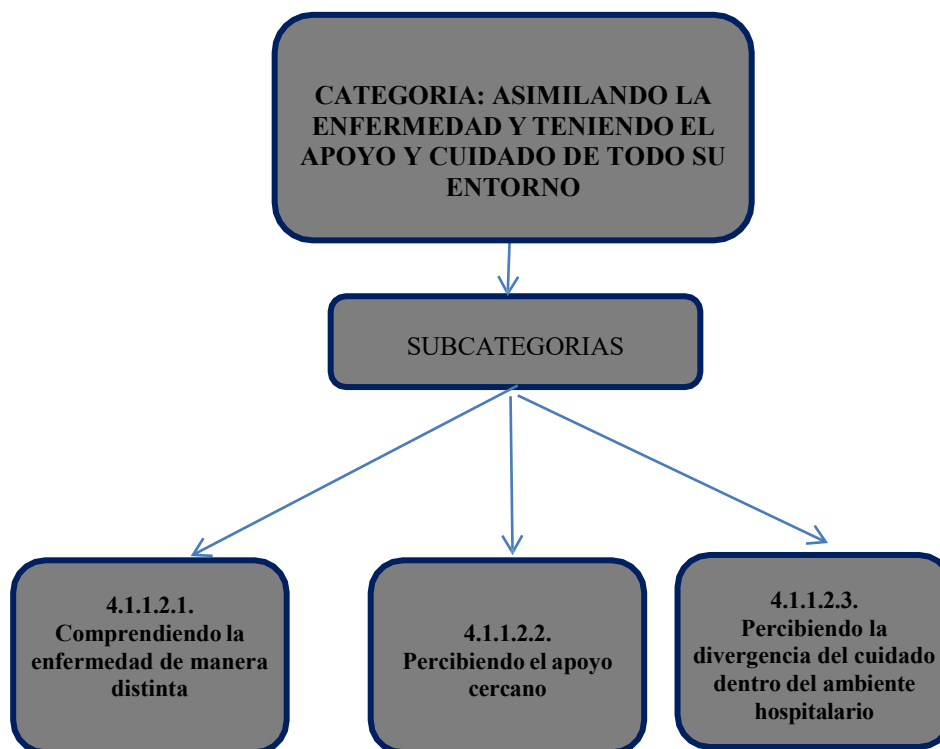 CATEGORIA: ASIMILANDO LA
ENFERMEDAD Y TENIENDO EL
APOYO Y CUIDADO DE TODO SU
ENTORNO
SUBCATEGORIAS
4.1.1.2.1.
Comprendiendo la
enfermedad de manera
distinta
4.1.1.2.2.
Percibiendo el apoyo
cercano
4.1.1.2.3.
Percibiendo la
divergencia del cuidado
dentro del ambiente
hospitalario